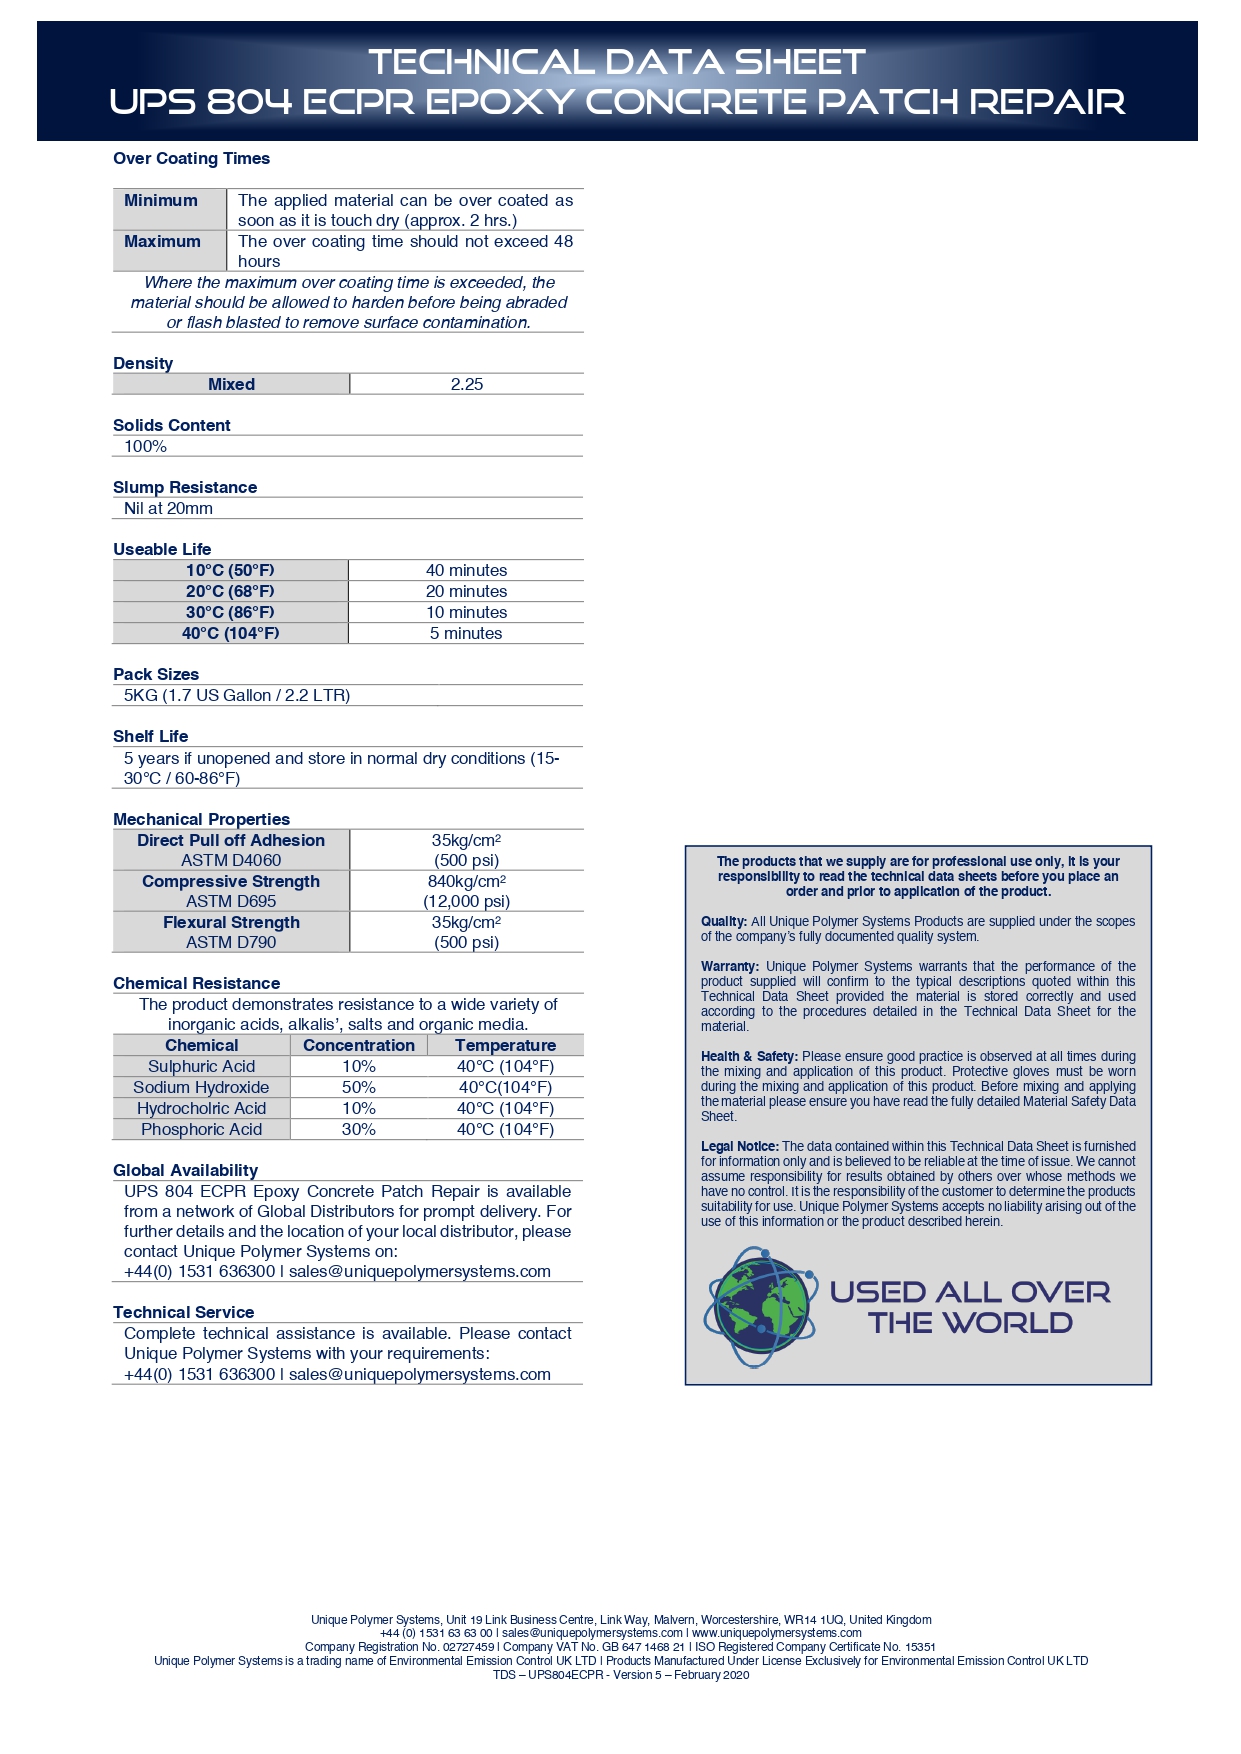 TECHNICAL DATA SHEET
UPS 804 ECPR EPOXY CONCRETE PATCH REPAIR
Over Coating Times
Minimum The applied material can be over coated as
soon as it is touch dry (approx. 2 hrs.)
Maximum The over coating time should not exceed 48
hours
Where the maximum over coating time is exceeded, the
material should be allowed to harden before being abraded
or flash blasted to remove surface contamination.
Density
Mixed 2.25
Solids Content
100%
Slump Resistance
Nil at 20mm
Useable Life
10°C (50°F) 40 minutes
20°C (68°F) 20 minutes
30°C (86°F) 10 minutes
40°C (104°F) 5 minutes
Pack Sizes
5KG (1.7 US Gallon / 2.2 LTR)
Shelf Life
5 years if unopened and store in normal dry conditions (15-
30°C / 60-86°F)
Mechanical Properties
Direct Pull off Adhesion 35kg/cm²
ASTM D4060 (500 psi)
Compressive Strength 840kg/cm²
ASTM D695 (12,000 psi)
Flexural Strength 35kg/cm²
ASTM D790 (500 psi)
Chemical Resistance
The product demonstrates resistance to a wide variety of
inorganic acids, alkalis’, salts and organic media.
Chemical Concentration Temperature
Sulphuric Acid 10% 40°C (104°F)
Sodium Hydroxide 50% 40°C(104°F)
Hydrocholric Acid 10% 40°C (104°F)
Phosphoric Acid 30% 40°C (104°F)
Global Availability
UPS 804 ECPR Epoxy Concrete Patch Repair is available
from a network of Global Distributors for prompt delivery. For
further details and the location of your local distributor, please
contact Unique Polymer Systems on:
+44(0) 1531 636300 | sales@uniquepolymersystems.com
Technical Service
Complete technical assistance is available. Please contact
Unique Polymer Systems with your requirements:
+44(0) 1531 636300 | sales@uniquepolymersystems.com
The products that we supply are for professional use only, it is your
responsibility to read the technical data sheets before you place an
order and prior to application of the product.
Quality: All Unique Polymer Systems Products are supplied under the scopes
of the company’s fully documented quality system.
Warranty: Unique Polymer Systems warrants that the performance of the
product supplied will confirm to the typical descriptions quoted within this
Technical Data Sheet provided the material is stored correctly and used
according to the procedures detailed in the Technical Data Sheet for the
material.
Health & Safety: Please ensure good practice is observed at all times during
the mixing and application of this product. Protective gloves must be worn
during the mixing and application of this product. Before mixing and applying
the material please ensure you have read the fully detailed Material Safety Data
Sheet.
Legal Notice: The data contained within this Technical Data Sheet is furnished
for information only and is believed to be reliable at the time of issue. We cannot
assume responsibility for results obtained by others over whose methods we
have no control. It is the responsibility of the customer to determine the products
suitability for use. Unique Polymer Systems accepts no liability arising out of the
use of this information or the product described herein.
USED ALL OVER
THE WORLD
Unique Polymer Systems, Unit 19 Link Business Centre, Link Way, Malvern, Worcestershire, WR14 1UQ, United Kingdom
+44 (0) 1531 63 63 00 | sales@uniquepolymersystems.com | www.uniquepolymersystems.com
Company Registration No. 02727459 | Company VAT No. GB 647 1468 21 | ISO Registered Company Certificate No. 15351
Unique Polymer Systems is a trading name of Environmental Emission Control UK LTD | Products Manufactured Under License Exclusively for Environmental Emission Control UK LTD
TDS – UPS804ECPR - Version 5 – February 2020